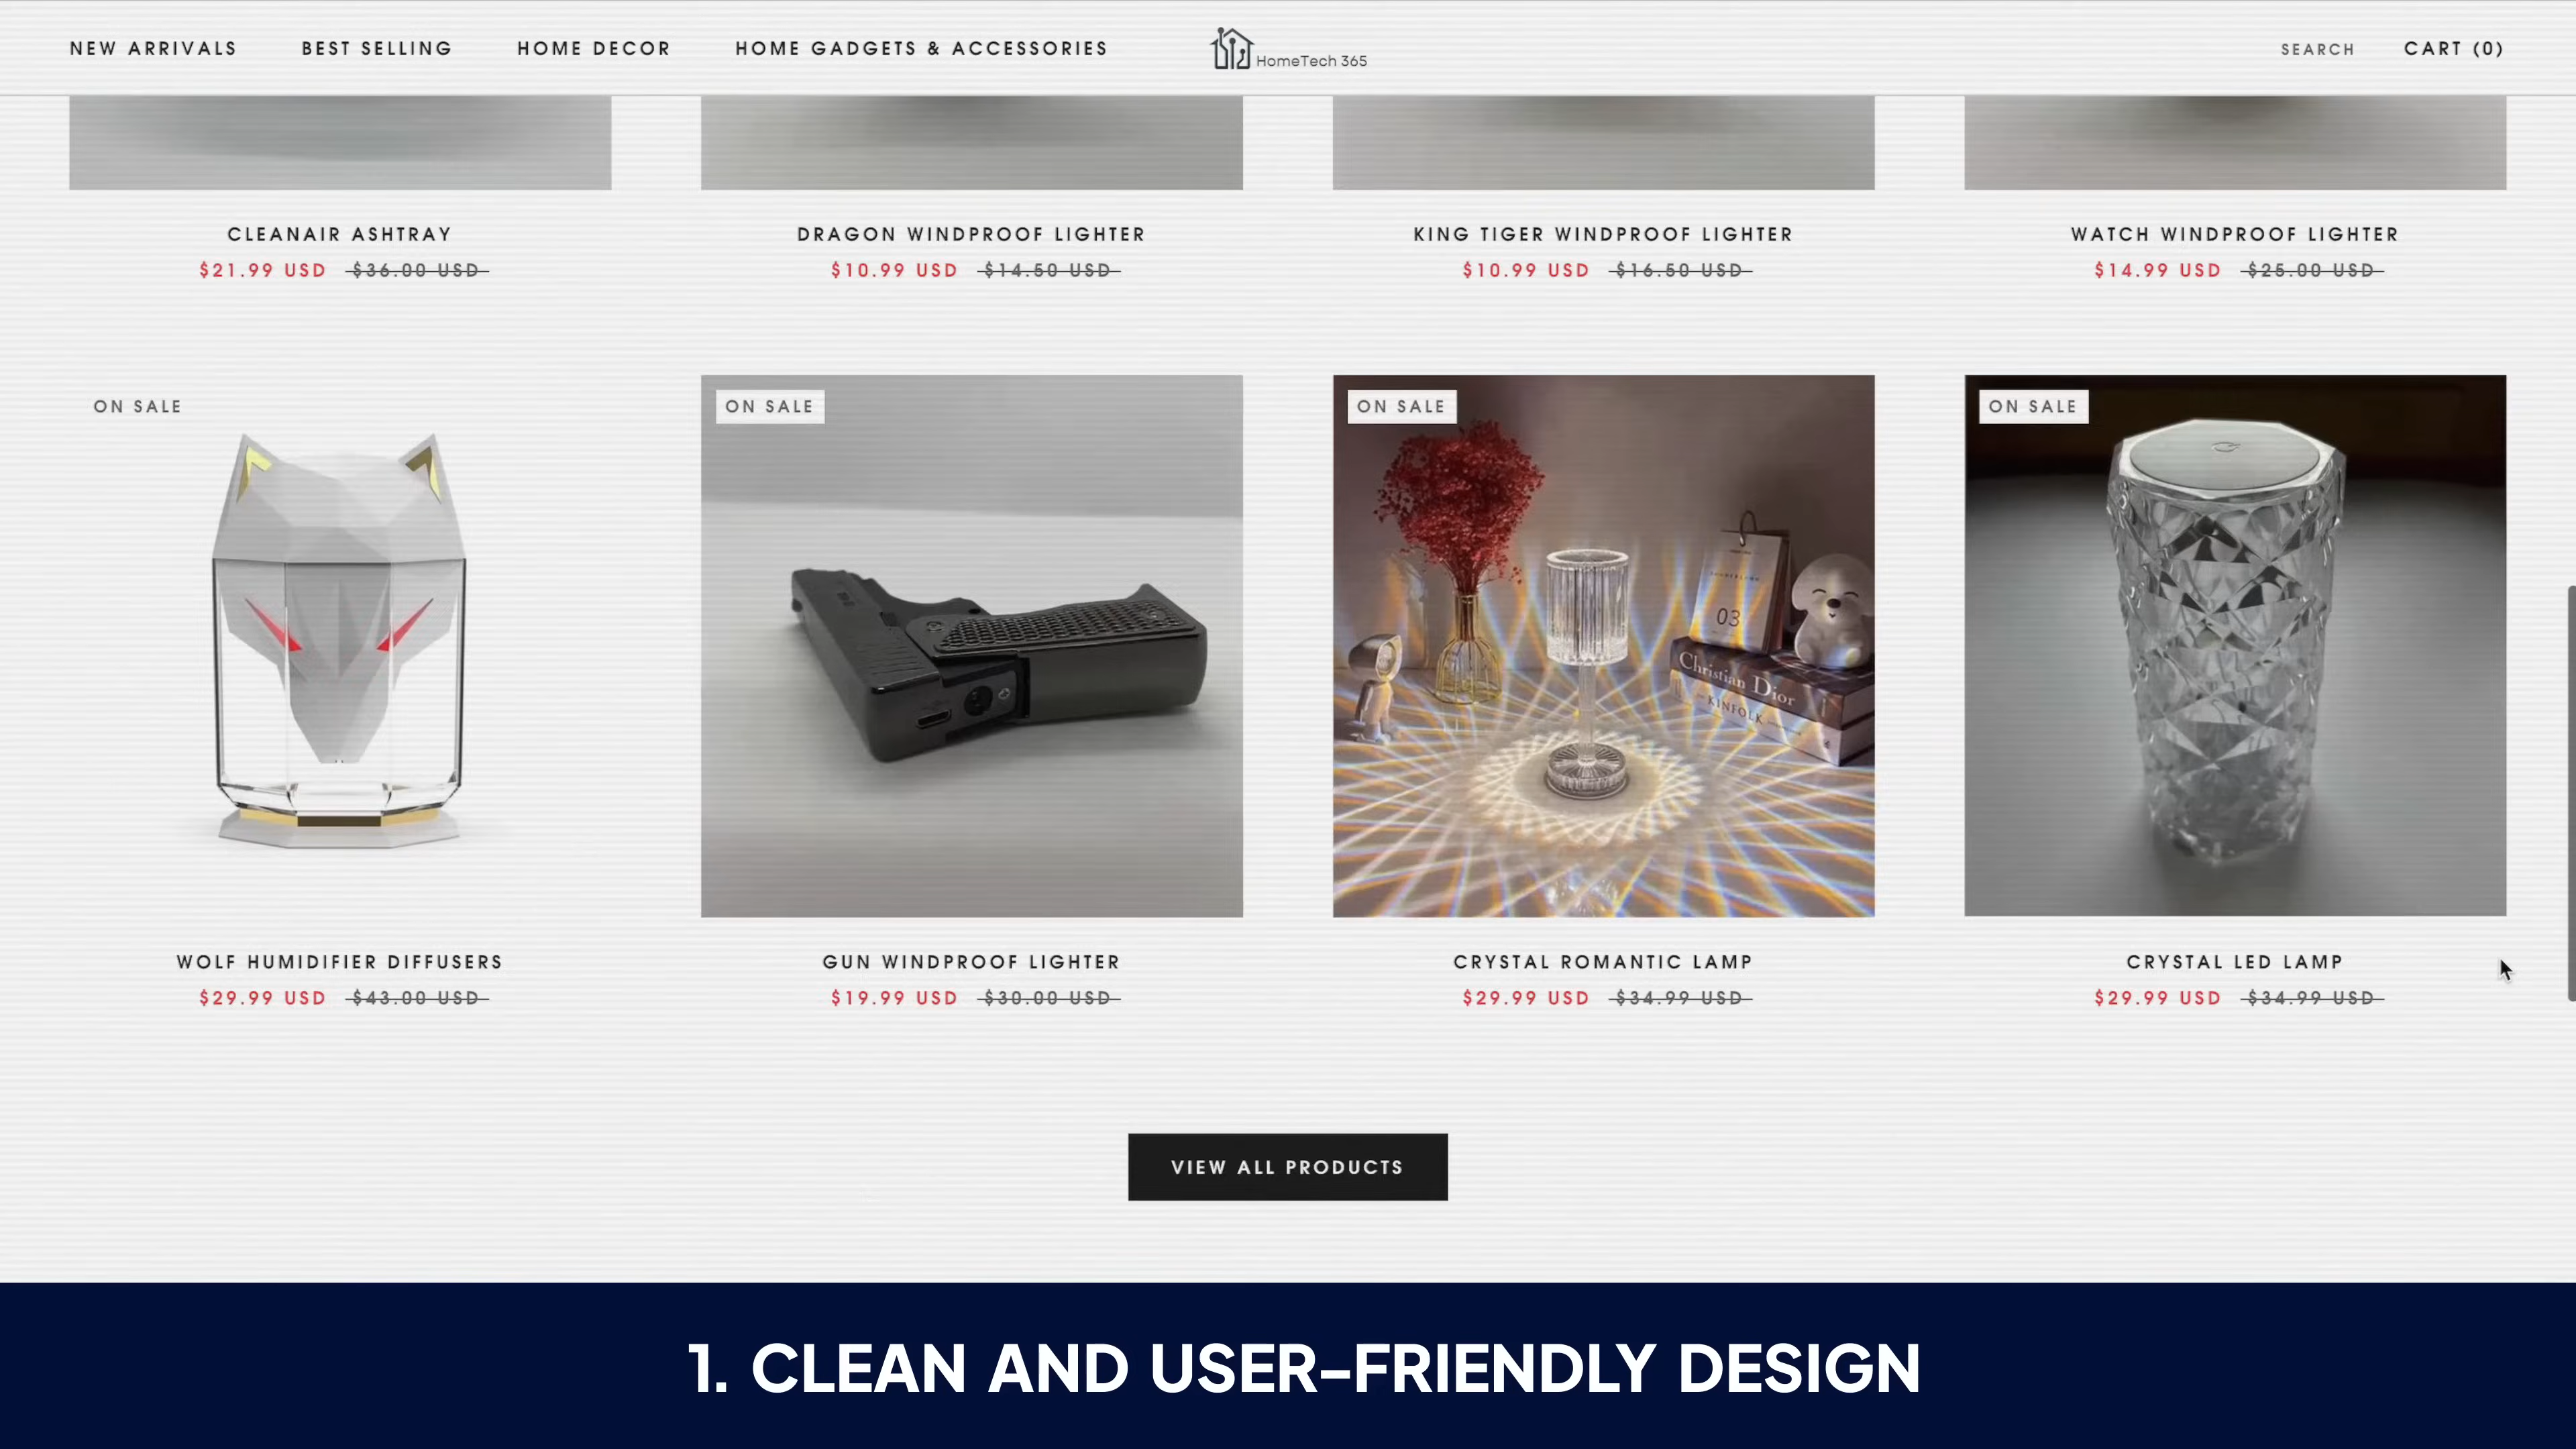 NEW ARRIVALS BEST SELLING HOME DECOR HOME GADGETS & ACCESSORIES HomeTech 365 SEARCH CART (0)
CLEANAIR ASHTRAY DRAGON WINDPROOF LIGHTER KING TIGER WINDPROOF LIGHTER WATCH WINDPROOF LIGHTER
$21.99 USD $36.00 USD $10.99 USD $14.50 USD $10.99 USD $16.50 USD $14.99 USD $25.00 USD
ON SALE ON SALE ON SALE ON SALE
03
Christian Dior
KINFOLK
WOLF HUMIDIFIER DIFFUSERS GUN WINDPROOF LIGHTER CRYSTAL ROMANTIC LAMP CRYSTAL LED LAMP
$29.99 USD $43.00 USD $19.99 USD $30.00 USD $29.99 USD $34.99 USD $29.99 USD $34.99 USD
VIEW ALL PRODUCTS
1. CLEAN AND USER-FRIENDLY DESIGN